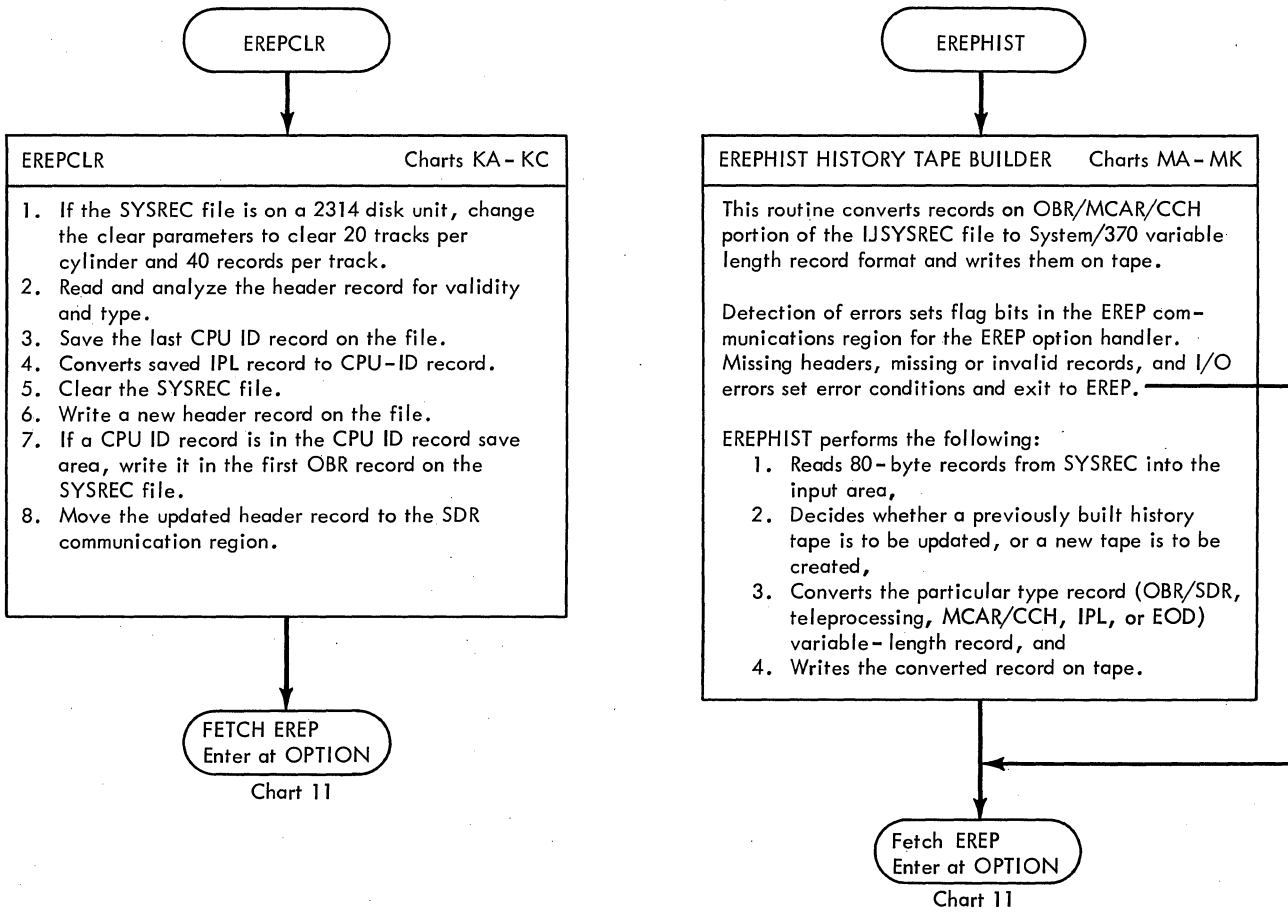 EREPCLR
EREPCLR Charts KA-KC
1. If the SYSREC file is on a 2314 disk unit, change
the clear parameters to clear 20 tracks per
cylinder and 40 records per track.
2. Read and analyze the header record for validity
and type.
3. Save the last CPU ID record on the file.
4. Converts saved IPL record to CPU-ID record.
5. Clear the SYSREC file.
6. Write a new header record on the file.
7. If a CPU ID record is in the CPU ID record save
area, write it in the first OBR record on the
SYSREC file.
8. Move the updated header record to the SDR
communication region.
FETCH EREP
Enter at OPTION
Chart 11
EREPHIST
EREPHIST HISTORY TAPE BUILDER Charts MA-MK
This routine converts records on OBR/MCAR/CCH
portion of the IJSYSREC file to System/370 variable
length record format and writes them on tape.
Detection of errors sets flag bits in the EREP com-
munications region for the EREP option handler.
Missing headers, missing or invalid records, and I/O
errors set error conditions and exit to EREP.
EREPHIST performs the following:
1. Reads 80-byte records from SYSREC into the
input area,
2. Decides whether a previously built history
tape is to be updated, or a new tape is to be
created,
3. Converts the particular type record (OBR/SDR,
teleprocessing, MCAR/CCH, IPL, or EOD)
variable-length record, and
4. Writes the converted record on tape.
Fetch EREP
Enter at OPTION
Chart 11